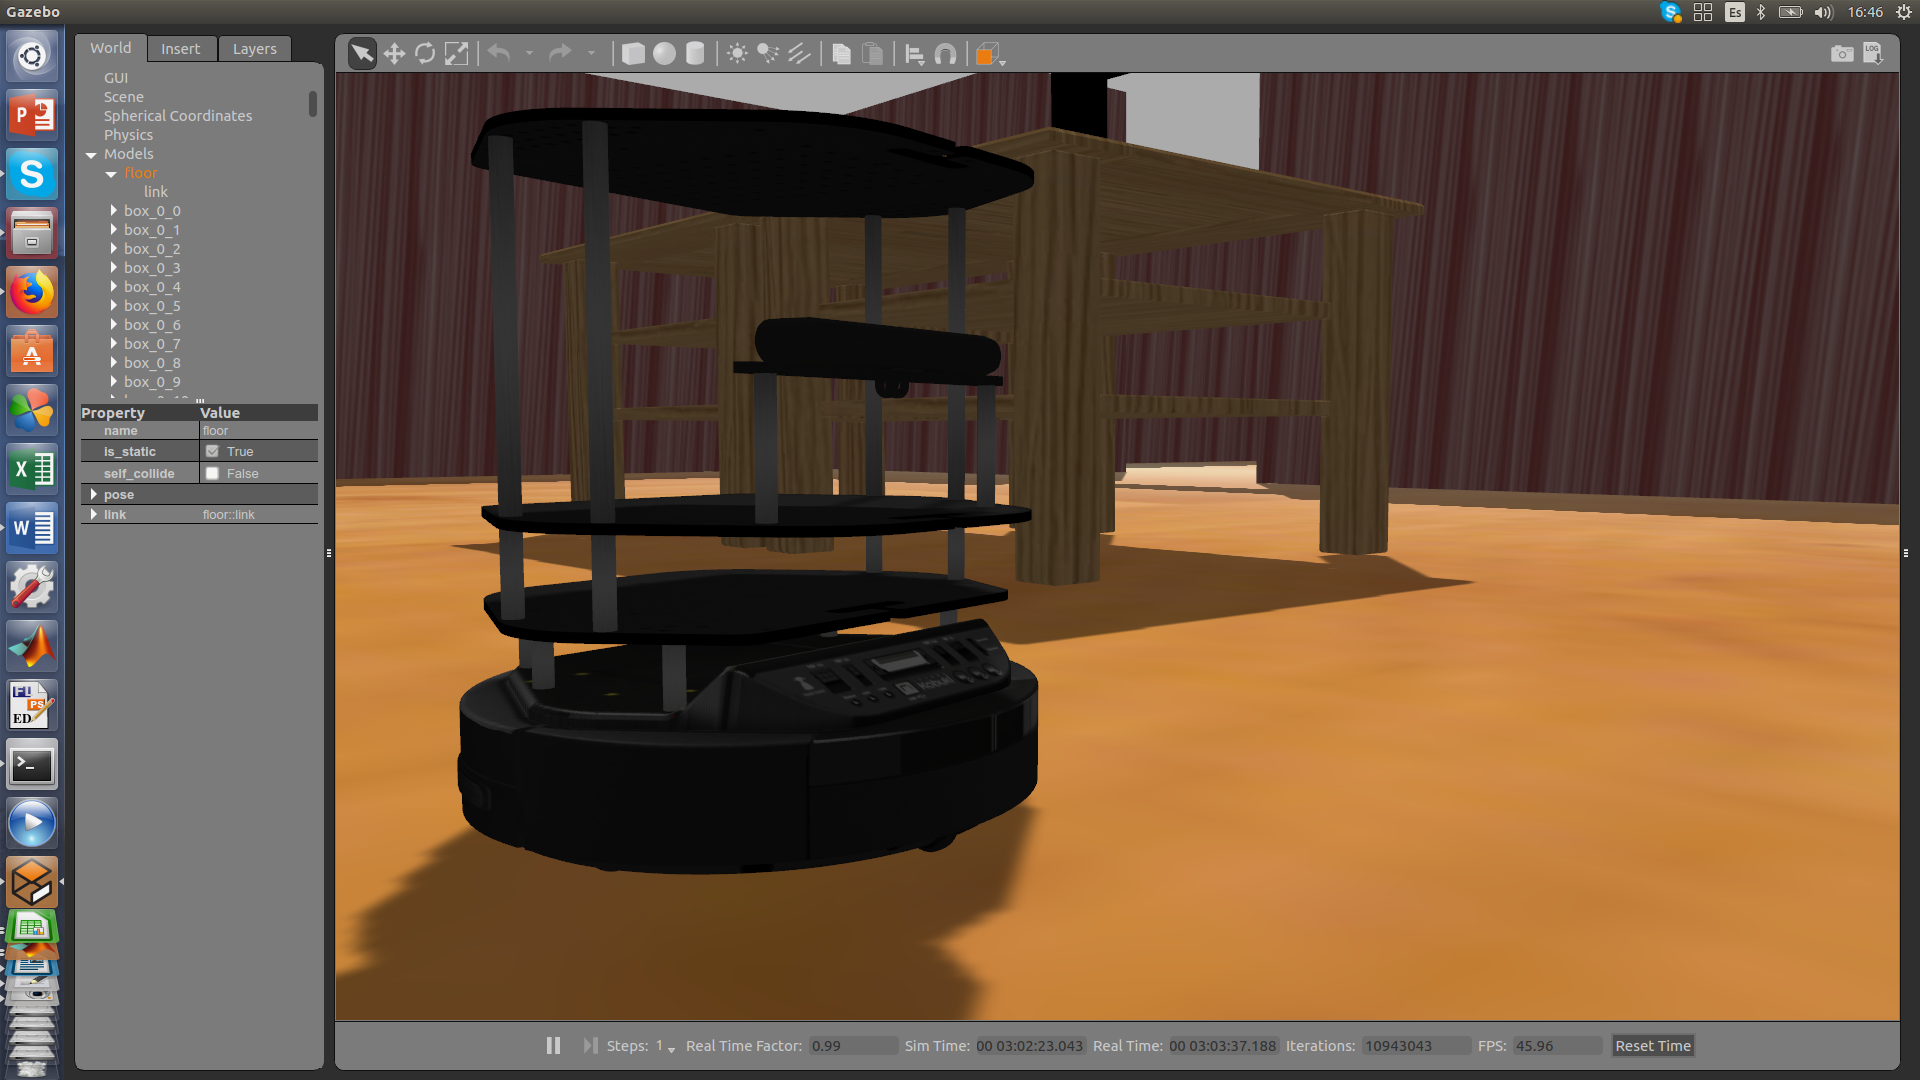 Gazebo
Es
16:46
World
Insert
Layers
LOG
GUI
Scene
Spherical Coordinates
Physics
Models
floor
link
box_0_0
box_0_1
box_0_2
box_0_3
box_0_4
box_0_5
box_0_6
box_0_7
box_0_8
box_0_9
Property Value
name floor
is_static True
self_collide False
pose
link floor::link
Kobuki
Steps: 1 Real Time Factor: 0.99 Sim Time: 00 03:02:23.043 Real Time: 00 03:03:37.188 Iterations: 10943043 FPS: 45.96 Reset Time